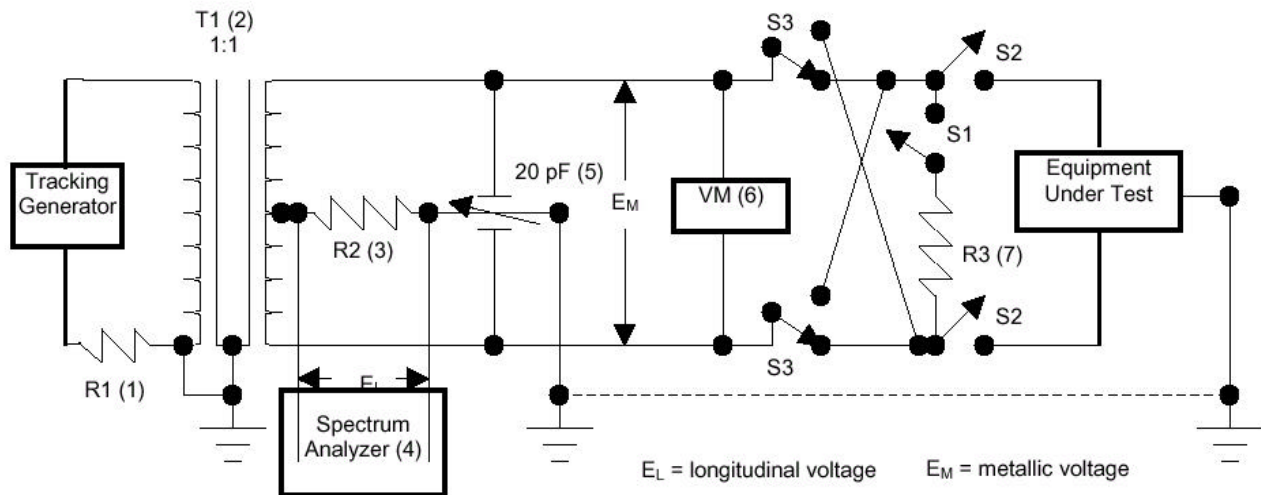 T1 (2)
1:1
S3
S2
S1
Tracking
Generator
20 pF (5)
EM
VM (6)
Equipment
Under Test
R2 (3)
R3 (7)
R1 (1)
S3
S2
EL
Spectrum
Analyzer (4)
EL = longitudinal voltage EM = metallic voltage